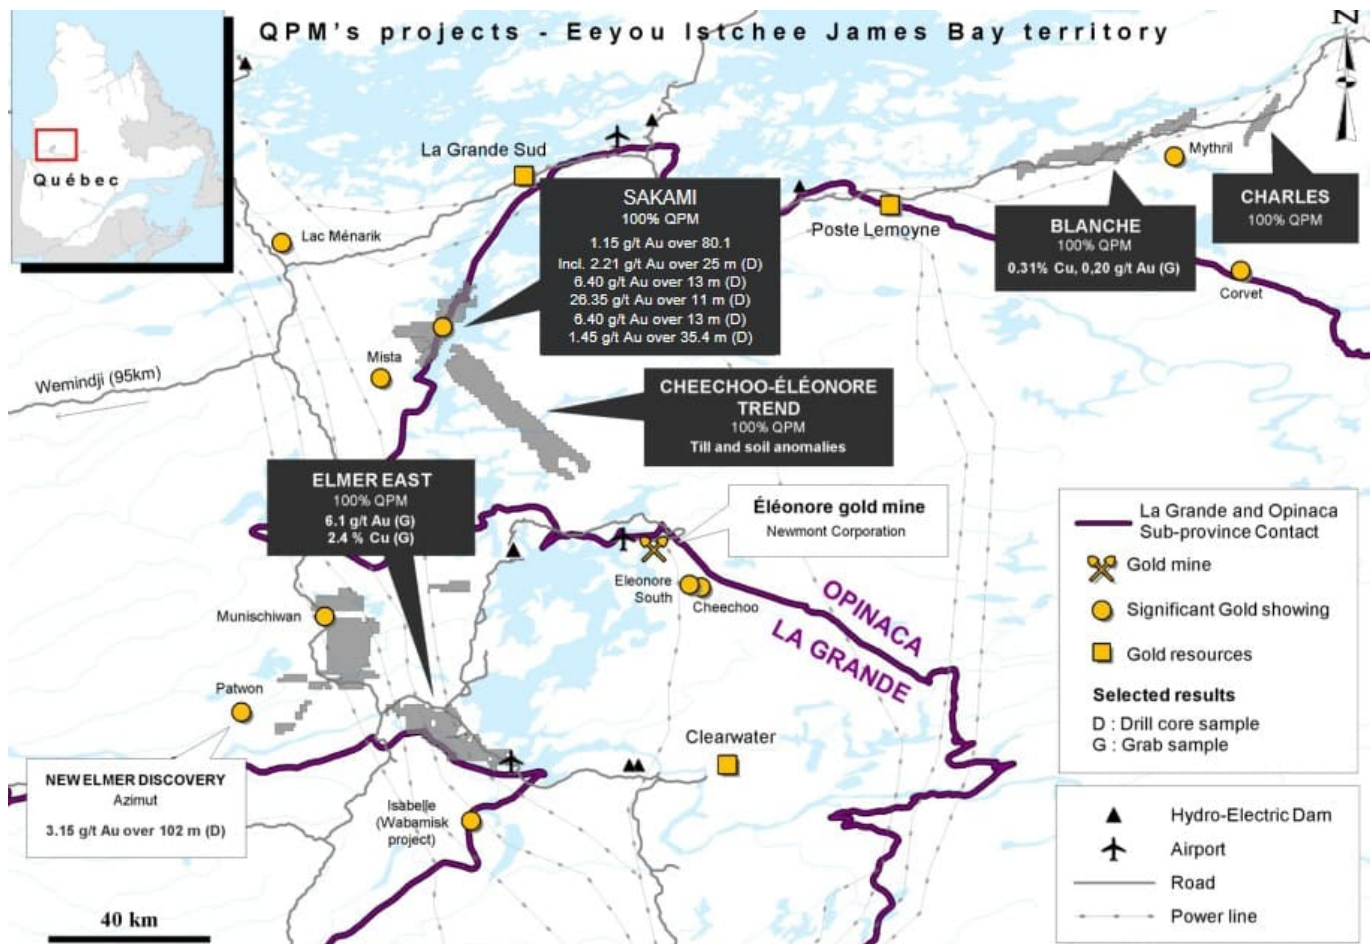 QPM's projects - Eeyou Istchee James Bay territory
N
Québec
La Grande Sud
Lac Ménarik
SAKAMI
100% QPM
1.15 g/t Au over 80.1
Incl. 2.21 g/t Au over 25 m (D)
6.40 g/t Au over 13 m (D)
26.35 g/t Au over 11 m (D)
6.40 g/t Au over 13 m (D)
1.45 g/t Au over 35.4 m (D)
Poste Lemoyne
Mythril
CHARLES
100% QPM
BLANCHE
100% QPM
0.31% Cu, 0,20 g/t Au (G)
Corvet
Mista
Wemindji (95km)
CHEECHOO-ÉLÉONORE
TREND
100% QPM
Till and soil anomalies
ELMER EAST
100% QPM
6.1 g/t Au (G)
2.4 % Cu (G)
Éléonore gold mine
Newmont Corporation
Eleonore
South
Cheechoo
OPINACA
LA GRANDE
Munischiwan
Patwon
NEW ELMER DISCOVERY
Azimut
3.15 g/t Au over 102 m (D)
Isabelle
(Wabamisk
project)
Clearwater
40 km
La Grande and Opinaca
Sub-province Contact
Gold mine
Significant Gold showing
Gold resources
Selected results
D : Drill core sample
G : Grab sample
Hydro-Electric Dam
Airport
Road
Power line